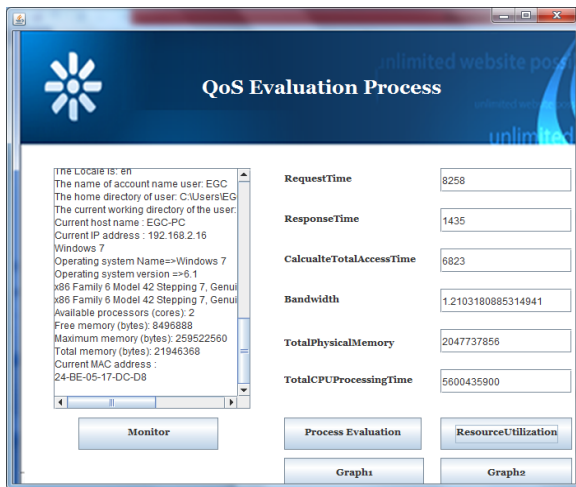 unlimited website possi
QoS Evaluation Process
unlimited website
unlimited
The Locale is: en
The name of account name user: EGC
The home directory of user: C:\Users\EG
The current working directory of the user:
Current host name : EGC-PC
Current IP address : 192.168.2.16
Windows 7
Operating system Name=>Windows 7
Operating system version =>6.1
x86 Family 6 Model 42 Stepping 7, Genui
x86 Family 6 Model 42 Stepping 7, Genui
Available processors (cores): 2
Free memory (bytes): 8496888
Maximum memory (bytes): 259522560
Total memory (bytes): 21946368
Current MAC address :
24-BE-05-17-DC-D8
RequestTime 8258
ResponseTime 1435
CalcualteTotalAccessTime 6823
Bandwidth 1.2103180885314941
TotalPhysicalMemory 2047737856
TotalCPUProcessingTime 5600435900
Monitor Process Evaluation ResourceUtilization
Graph1 Graph2